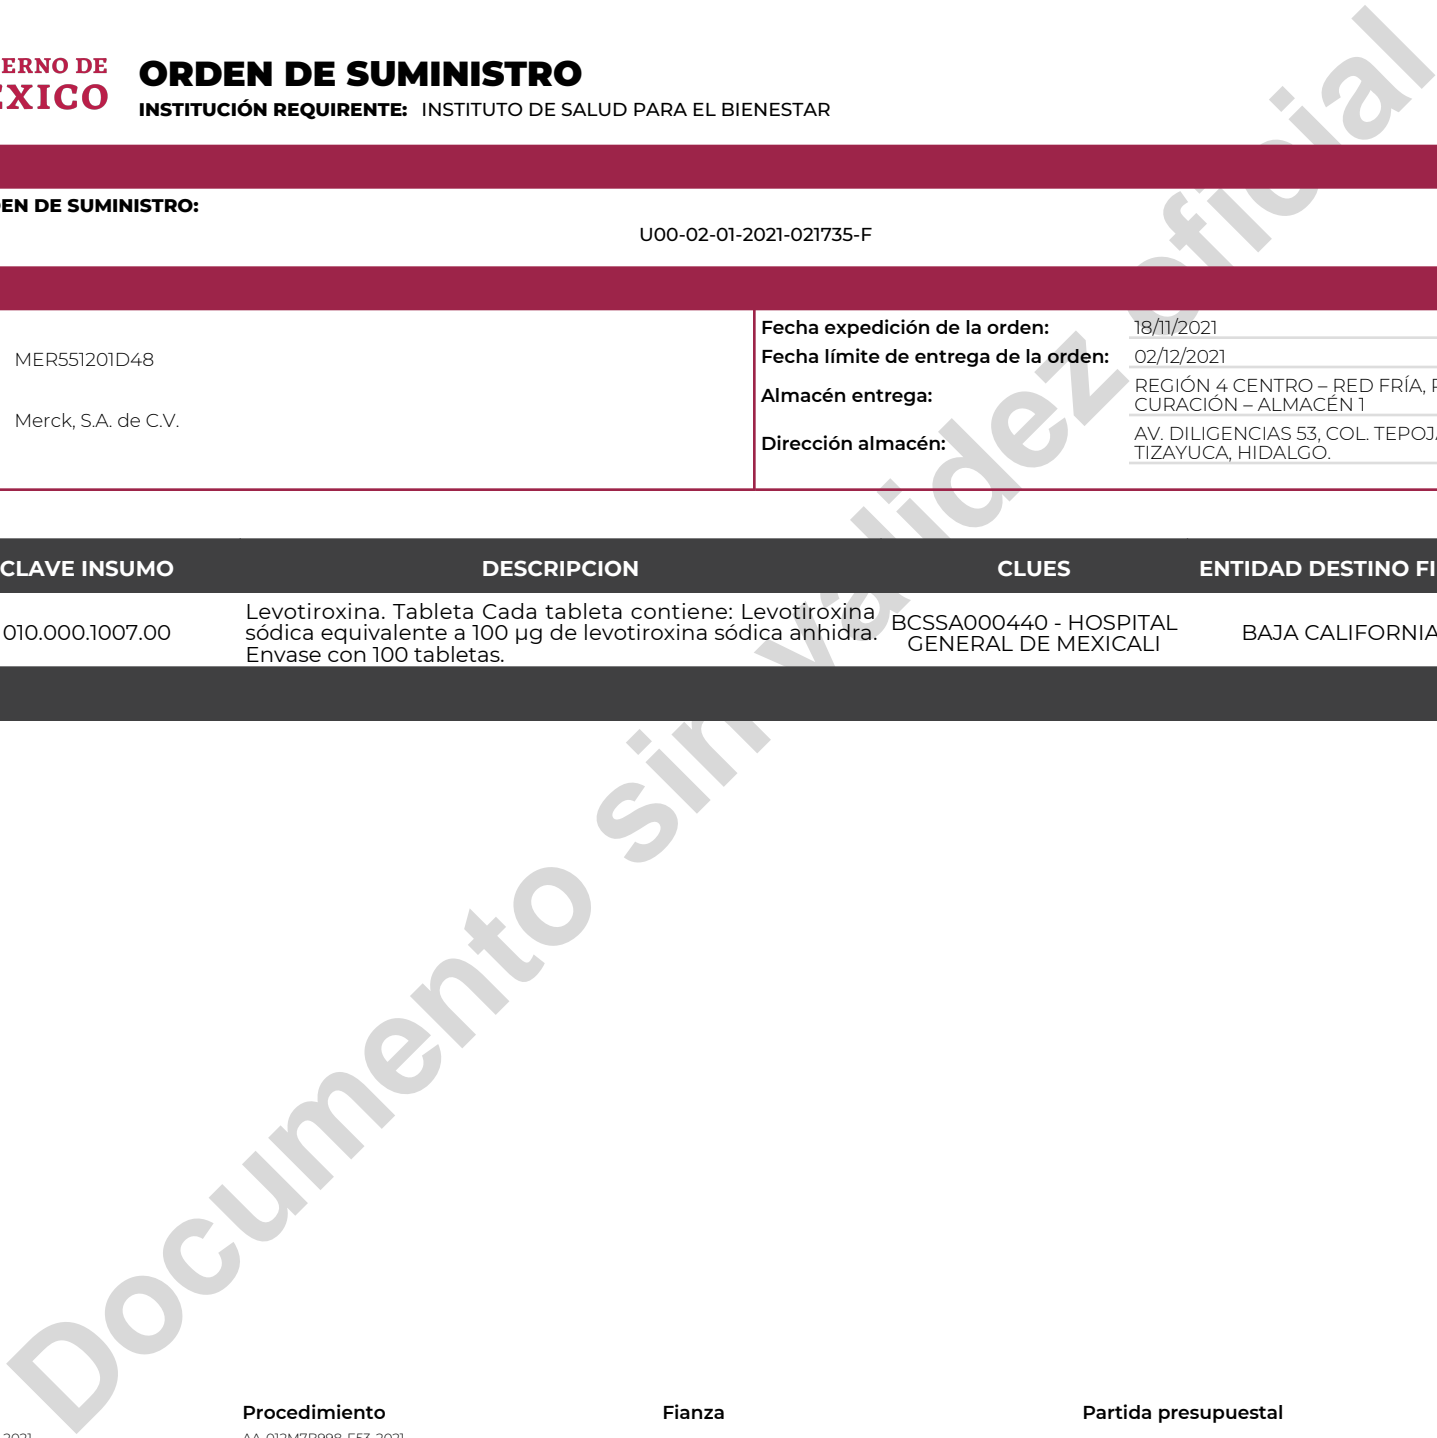 ERNO DE
ÉXICO
ORDEN DE SUMINISTRO
INSTITUCIÓN REQUIRENTE: INSTITUTO DE SALUD PARA EL BIENESTAR
EN DE SUMINISTRO:
U00-02-01-2021-021735-F
MER551201D48
Merck, S.A. de C.V.
Fecha expedición de la orden: 18/11/2021
Fecha límite de entrega de la orden: 02/12/2021
Almacén entrega: REGIÓN 4 CENTRO – RED FRÍA,
CURACIÓN – ALMACÉN 1
Dirección almacén: AV. DILIGENCIAS 53, COL. TEPOJ
TIZAYUCA, HIDALGO.
CLAVE INSUMO DESCRIPCION CLUES ENTIDAD DESTINO FI
010.000.1007.00
Levotiroxina. Tableta Cada tableta contiene: Levotiroxina
sódica equivalente a 100 µg de levotiroxina sódica anhidra.
Envase con 100 tabletas.
BCSSA000440 - HOSPITAL
GENERAL DE MEXICALI
BAJA CALIFORNIA
Documento sin validez oficial
Procedimiento Fianza Partida presupuestal